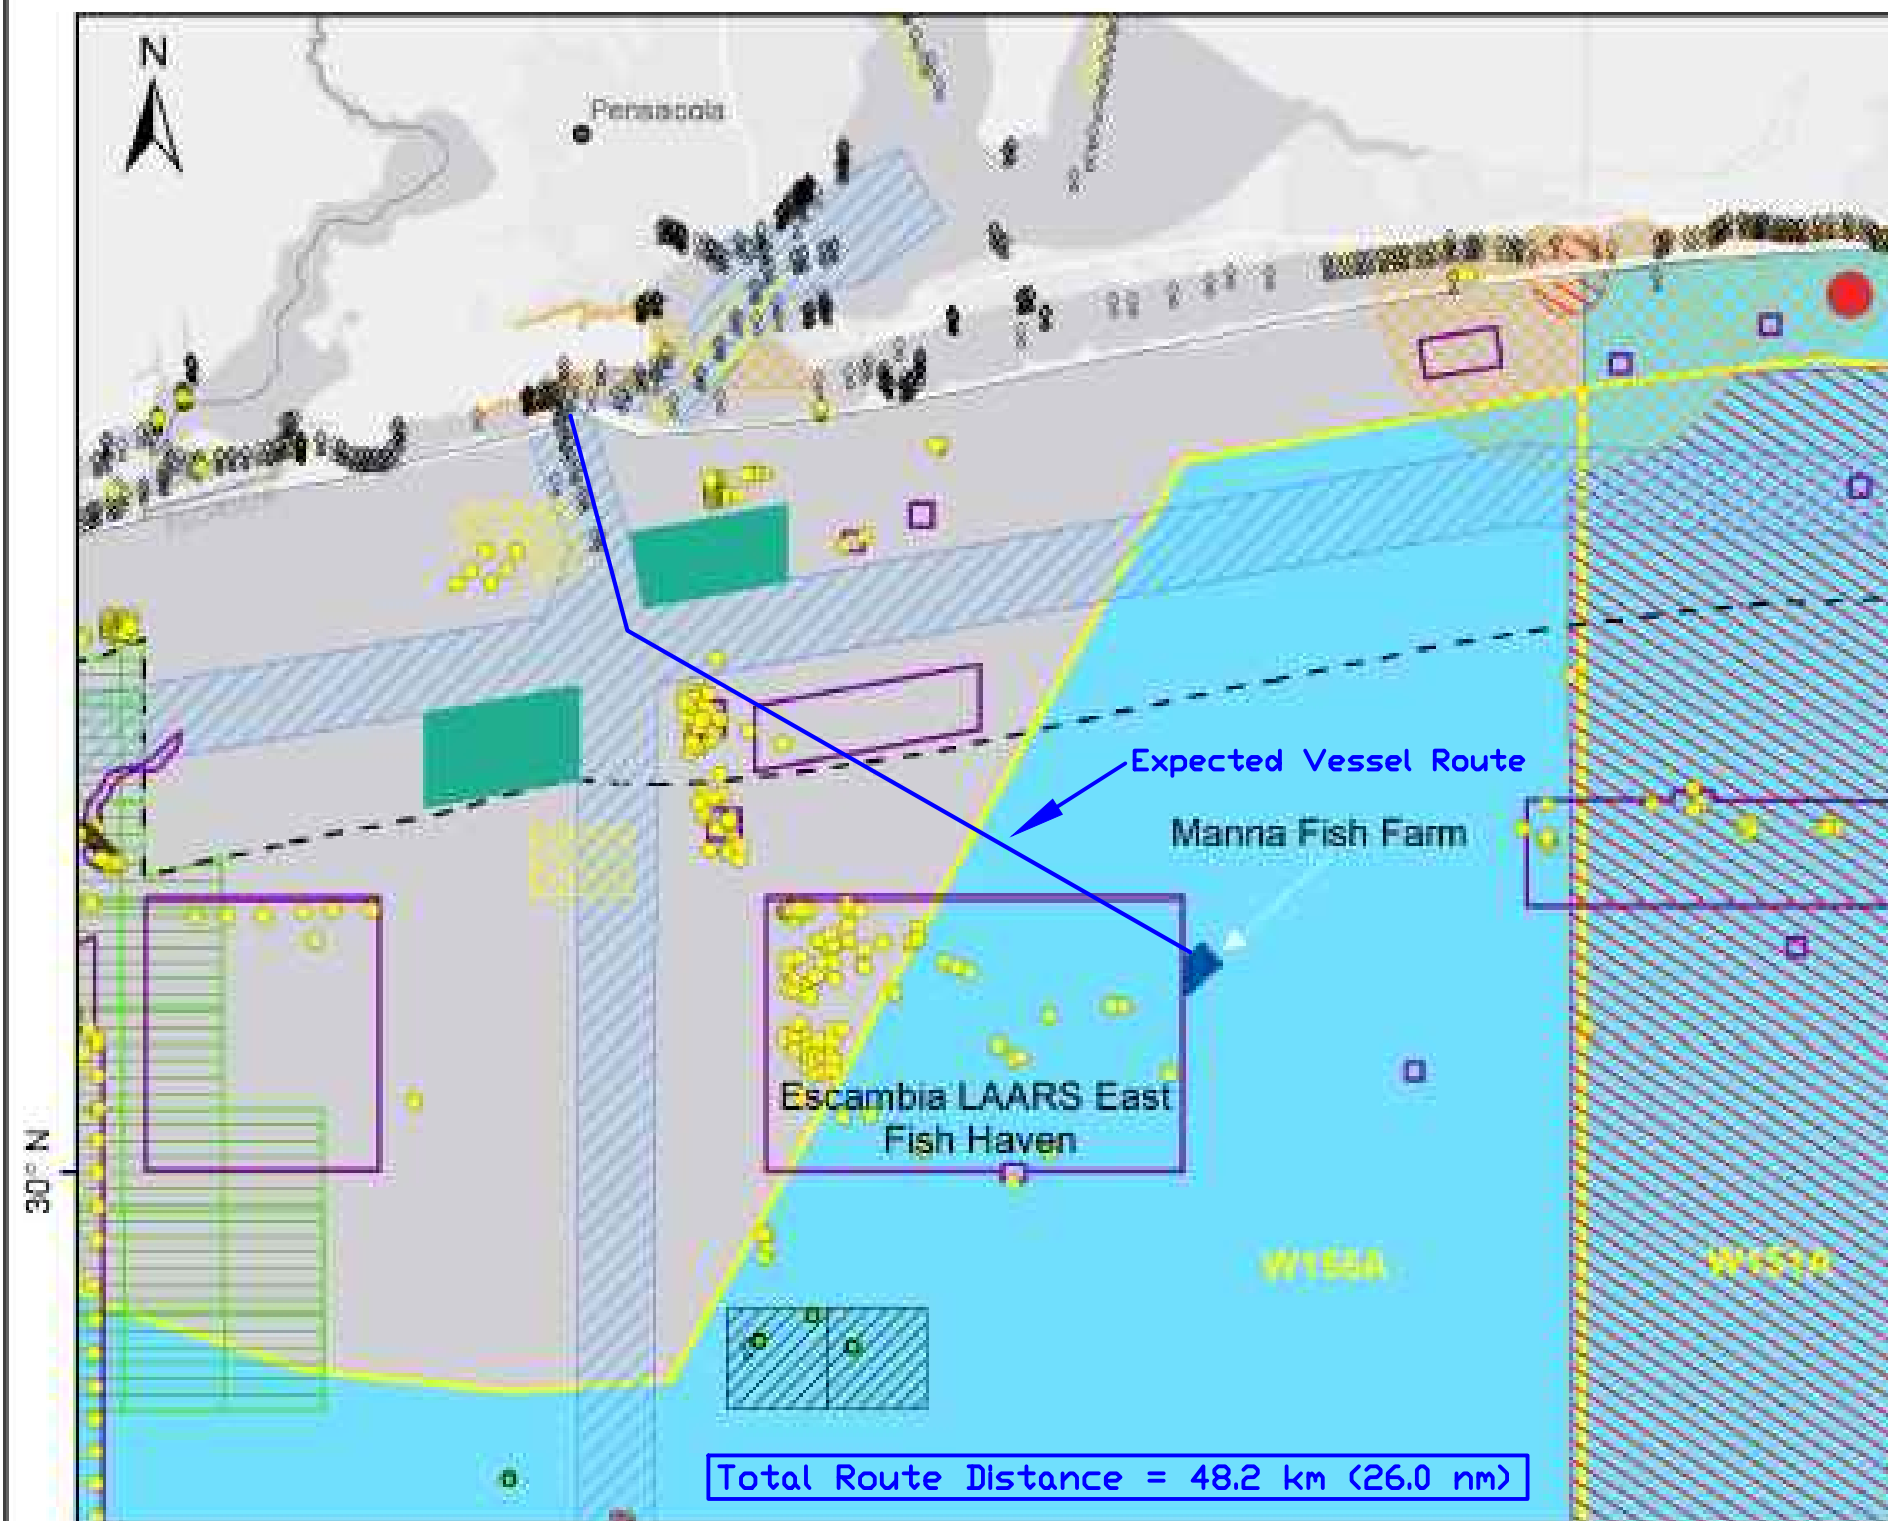 N
Pensacola
Expected Vessel Route
Manna Fish Farm
Escambia LAARS East
Fish Haven
30° N
W155A
W151A
Total Route Distance = 48.2 km (26.0 nm)